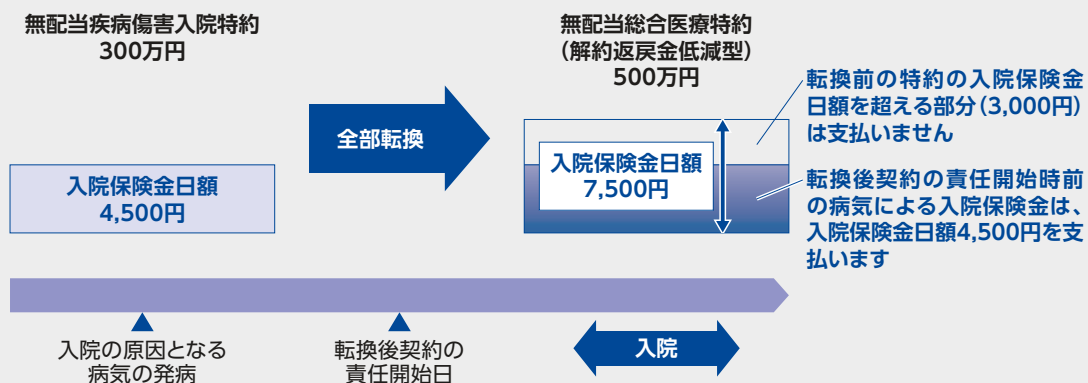 無配当疾病傷害入院特約
300万円
無配当総合医療特約
(解約返戻金低減型)
500万円
全部転換
入院保険金日額
4,500円
入院保険金日額
7,500円
転換前の特約の入院保険金
日額を超える部分(3,000円)
は支払いません
転換後契約の責任開始時前
の病気による入院保険金は、
入院保険金日額4,500円を支
払います
入院の原因となる
病気の発病
転換後契約の
責任開始日
入院